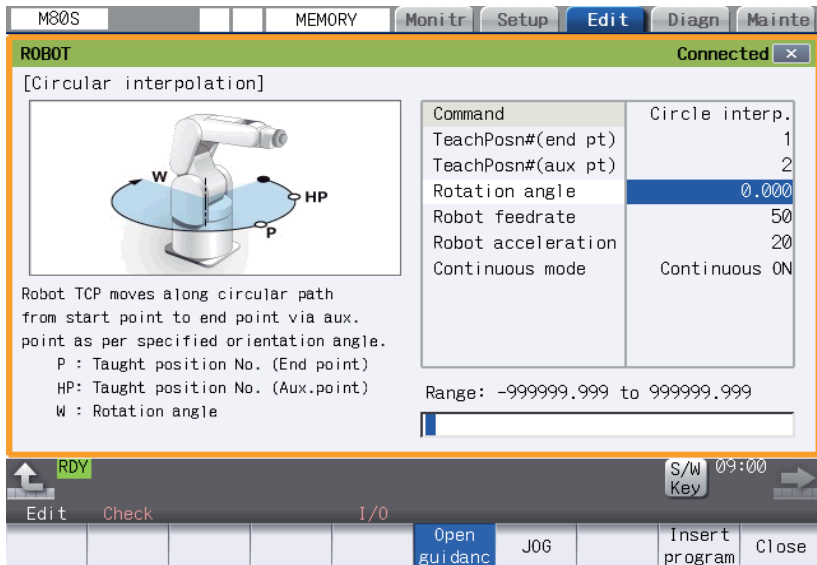 M80S MEMORY Monitr Setup Edit Diagn Mainte
ROBOT Connected ×
[Circular interpolation]
W
HP
P
Robot TCP moves along circular path
from start point to end point via aux.
point as per specified orientation angle.
P : Taught position No. (End point)
HP: Taught position No. (Aux.point)
W : Rotation angle
Command Circle interp.
TeachPosn#(end pt) 1
TeachPosn#(aux pt) 2
Rotation angle 0.000
Robot feedrate 50
Robot acceleration 20
Continuous mode Continuous ON
Range: -999999.999 to 999999.999
RDY S/W Key 09:00
Edit Check I/O
Open guidanc JOG Insert program Close